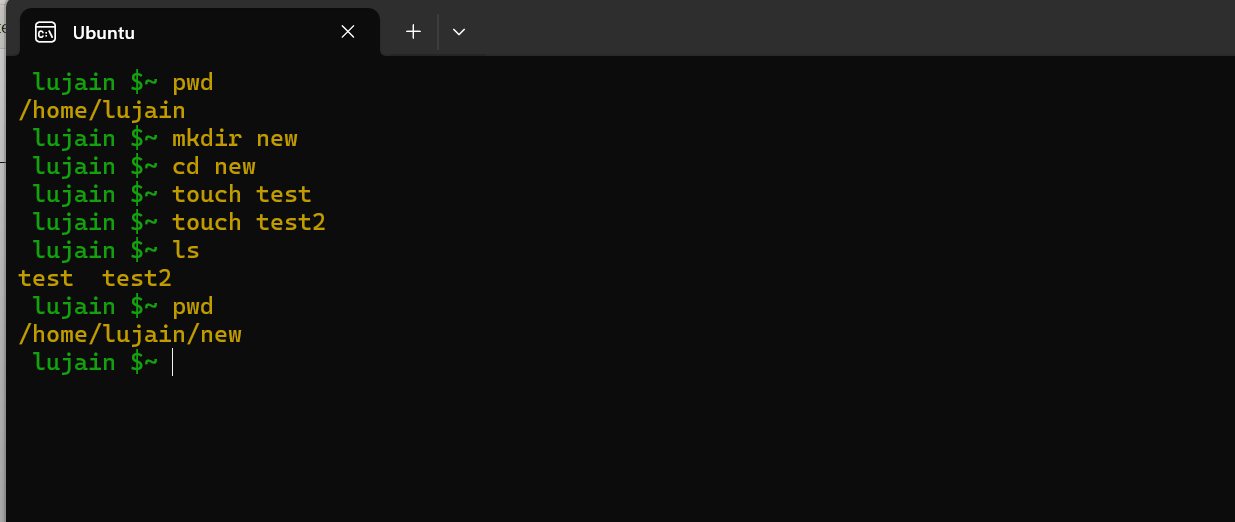 Ubuntu
lujain $~ pwd
/home/lujain
lujain $~ mkdir new
lujain $~ cd new
lujain $~ touch test
lujain $~ touch test2
lujain $~ ls
test  test2
lujain $~ pwd
/home/lujain/new
lujain $~